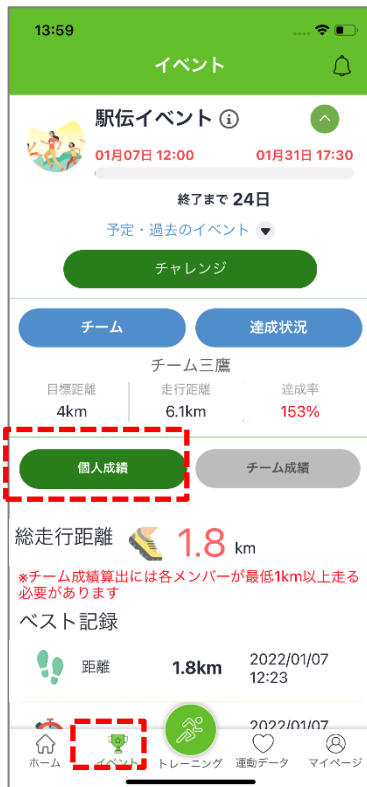 13:59
イベント
駅伝イベント
01月07日 12:00 01月31日 17:30
終了まで 24日
予定・過去のイベント
チャレンジ
チーム 達成状況
チーム三鷹
目標距離 走行距離 達成率
4km 6.1km 153%
個人成績 チーム成績
総走行距離 1.8 km
※チーム成績算出には各メンバーが最低1km以上走る
必要があります
ベスト記録
距離 1.8km 2022/01/07
12:23
2022/01/07
ホーム イベント トレーニング 運動データ マイページ